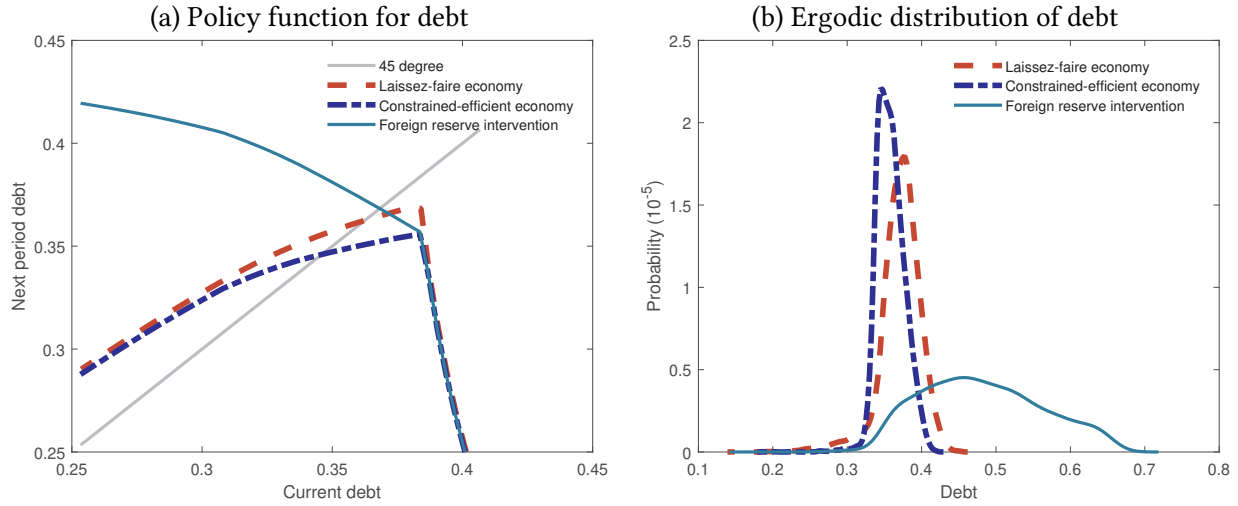 (a) Policy function for debt
0.45
0.4
0.35
0.3
0.25
Next period debt
45 degree
Laissez-faire economy
Constrained-efficient economy
Foreign reserve intervention
0.25
0.3
0.35
0.4
0.45
Current debt
(b) Ergodic distribution of debt
2.5
2
1.5
1
0.5
0
Probability (10⁻⁵)
Laissez-faire economy
Constrained-efficient economy
Foreign reserve intervention
0.1
0.2
0.3
0.4
0.5
0.6
0.7
0.8
Debt